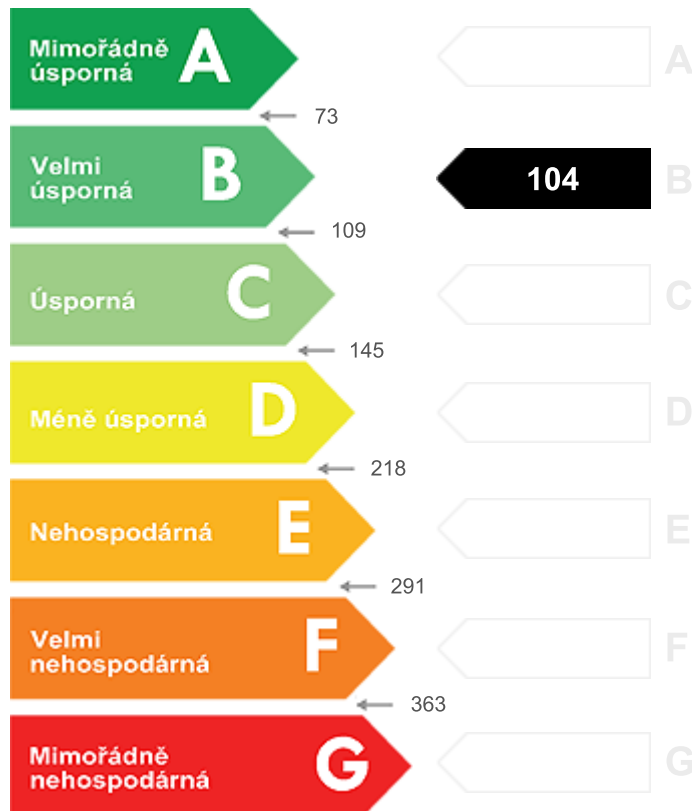 Mimořádně
úsporná
A
A
73
Velmi
úsporná
B
104
B
109
Úsporná
C
C
145
Méně úsporná
D
D
218
Nehospodárná
E
E
291
Velmi
nehospodárná
F
F
363
Mimořádně
nehospodárná
G
G